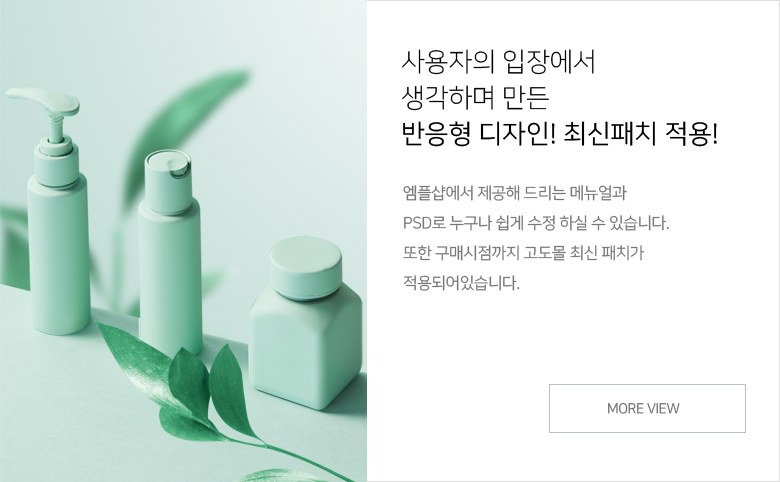 사용자의 입장에서
생각하며 만든
반응형 디자인! 최신패치 적용!
엠플샵에서 제공해 드리는 메뉴얼과
PSD로 누구나 쉽게 수정 하실 수 있습니다.
또한 구매시점까지 고도몰 최신 패치가
적용되어있습니다.
MORE VIEW